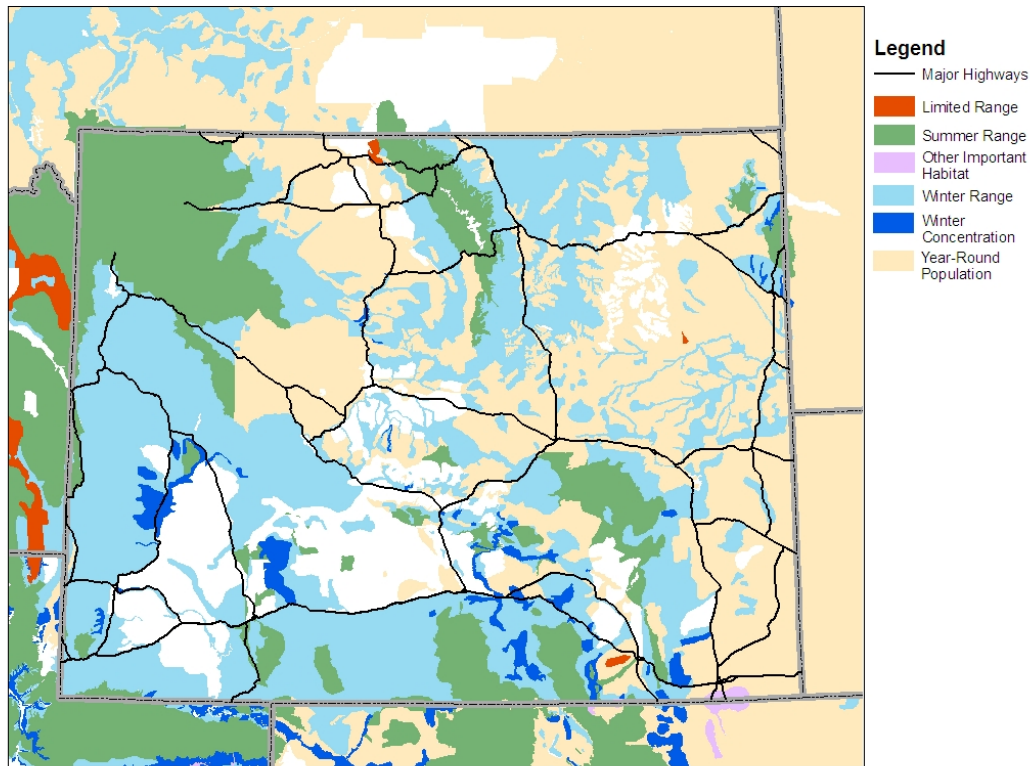 Legend
Major Highways
Limited Range
Summer Range
Other Important
Habitat
Winter Range
Winter
Concentration
Year-Round
Population